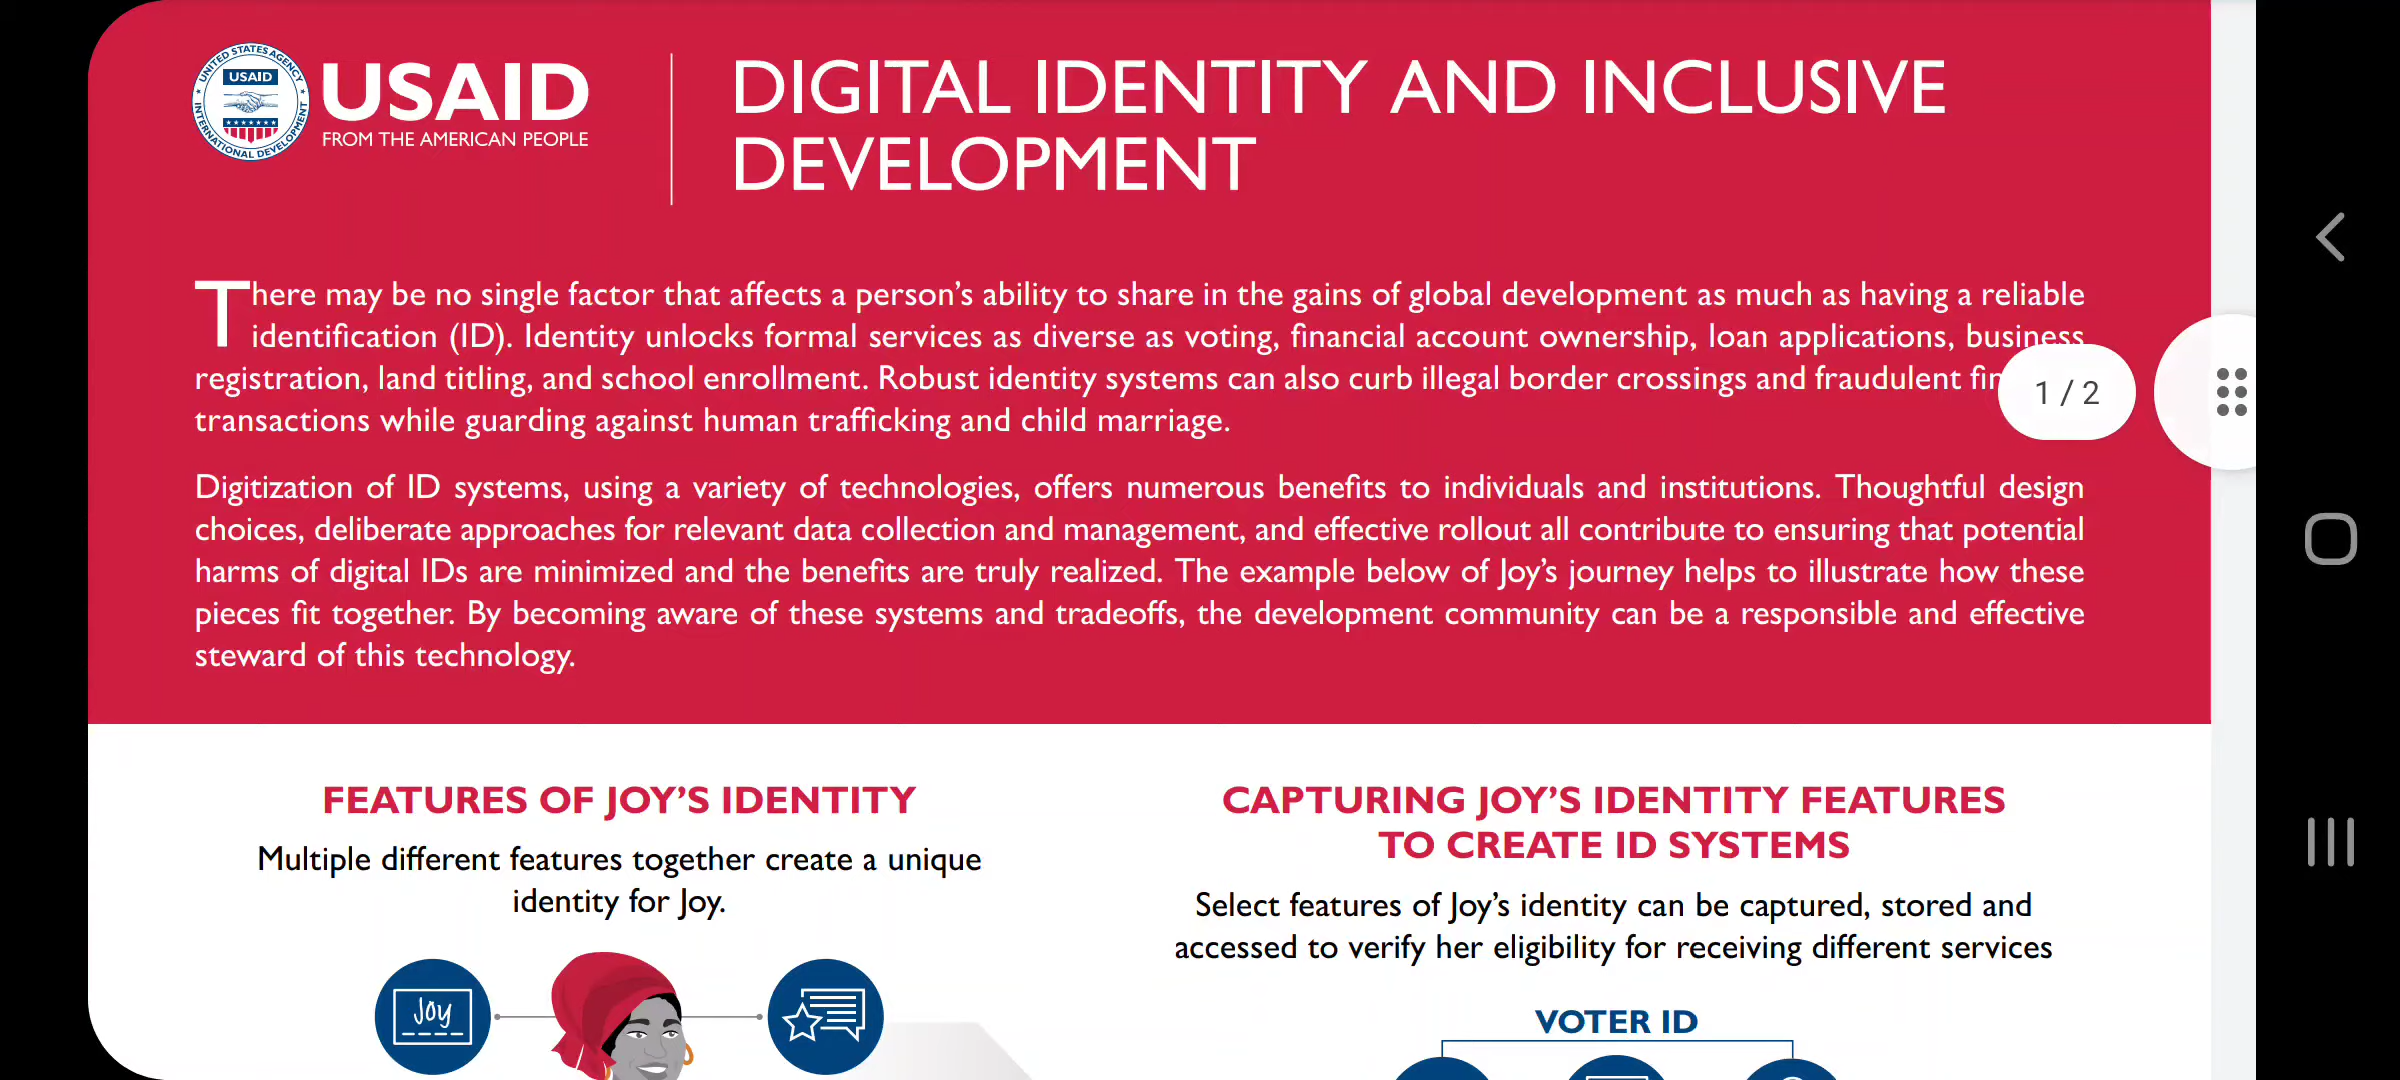 UNITED STATES AGENCY
USAID
INTERNATIONAL DEVELOPMENT
USAID
FROM THE AMERICAN PEOPLE
DIGITAL IDENTITY AND INCLUSIVE
DEVELOPMENT
There may be no single factor that affects a person's ability to share in the gains of global development as much as having a reliable
identification (ID). Identity unlocks formal services as diverse as voting, financial account ownership, loan applications, business
registration, land titling, and school enrollment. Robust identity systems can also curb illegal border crossings and fraudulent
transactions while guarding against human trafficking and child marriage.
1 / 2
Digitization of ID systems, using a variety of technologies, offers numerous benefits to individuals and institutions. Thoughtful design
choices, deliberate approaches for relevant data collection and management, and effective rollout all contribute to ensuring that potential
harms of digital IDs are minimized and the benefits are truly realized. The example below of Joy's journey helps to illustrate how these
pieces fit together. By becoming aware of these systems and tradeoffs, the development community can be a responsible and effective
steward of this technology.
FEATURES OF JOY'S IDENTITY
Multiple different features together create a unique
identity for Joy.
Joy
CAPTURING JOY'S IDENTITY FEATURES
TO CREATE ID SYSTEMS
Select features of Joy's identity can be captured, stored and
accessed to verify her eligibility for receiving different services
VOTER ID